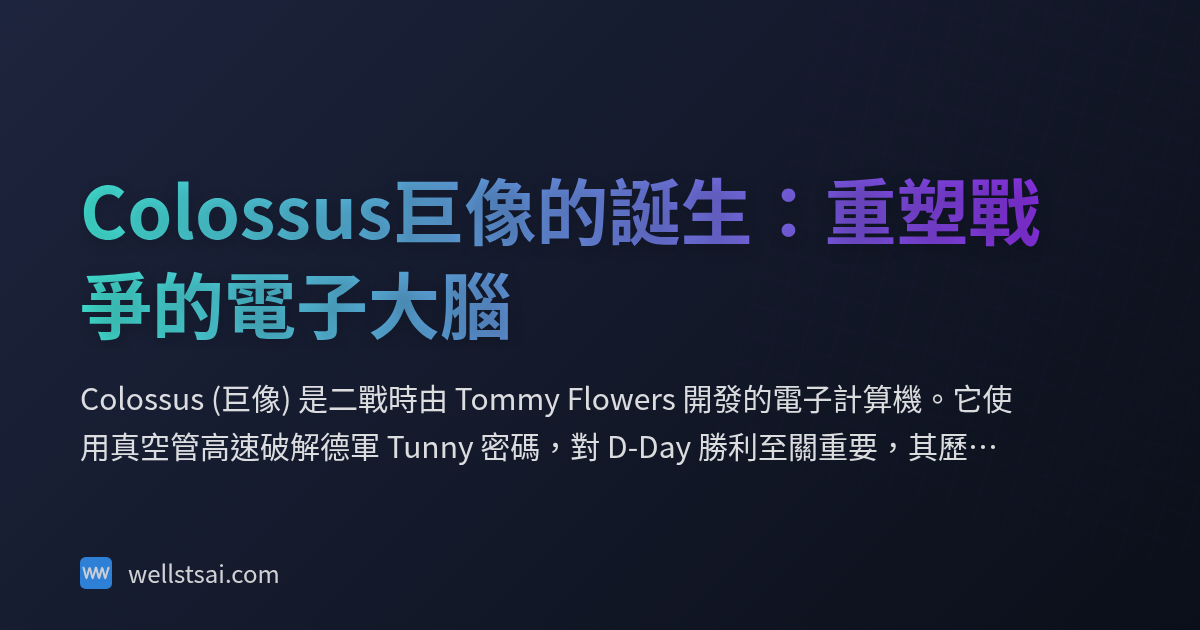 Colossus巨像的誕生：重塑戰
爭的電子大腦
Colossus (巨像) 是二戰時由 Tommy Flowers 開發的電子計算機。它使
用真空管高速破解德軍 Tunny 密碼，對 D-Day 勝利至關重要，其歷⋯
W wellstsai.com